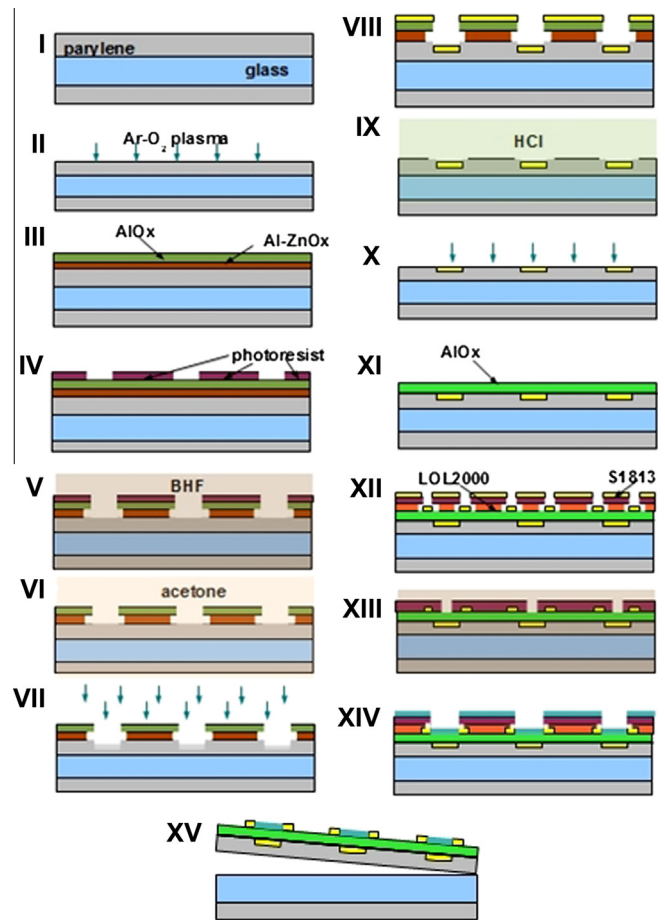 I
parylene
glass
II
Ar-O2 plasma
III
AlOx
Al-ZnOx
IV
photoresist
V
BHF
VI
acetone
VII
VIII
IX
HCl
X
XI
AlOx
XII
LOL2000
S1813
XIII
XIV
XV